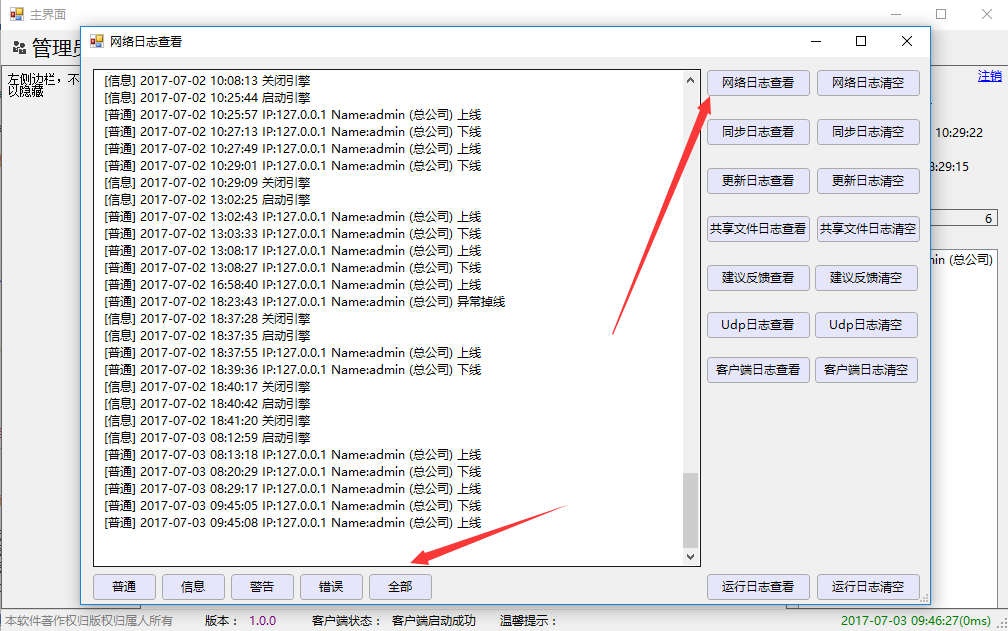 主界面
管理员
左侧边栏，不
以隐藏
网络日志查看
[信息] 2017-07-02 10:08:13 关闭引擎
[信息] 2017-07-02 10:25:44 启动引擎
[普通] 2017-07-02 10:25:57 IP:127.0.0.1 Name:admin (总公司) 上线
[普通] 2017-07-02 10:27:13 IP:127.0.0.1 Name:admin (总公司) 下线
[普通] 2017-07-02 10:27:49 IP:127.0.0.1 Name:admin (总公司) 上线
[普通] 2017-07-02 10:29:01 IP:127.0.0.1 Name:admin (总公司) 下线
[信息] 2017-07-02 10:29:09 关闭引擎
[信息] 2017-07-02 13:02:25 启动引擎
[普通] 2017-07-02 13:02:43 IP:127.0.0.1 Name:admin (总公司) 上线
[普通] 2017-07-02 13:03:33 IP:127.0.0.1 Name:admin (总公司) 下线
[普通] 2017-07-02 13:08:17 IP:127.0.0.1 Name:admin (总公司) 上线
[普通] 2017-07-02 13:08:27 IP:127.0.0.1 Name:admin (总公司) 下线
[普通] 2017-07-02 16:58:40 IP:127.0.0.1 Name:admin (总公司) 上线
[普通] 2017-07-02 18:23:43 IP:127.0.0.1 Name:admin (总公司) 异常掉线
[信息] 2017-07-02 18:37:28 关闭引擎
[信息] 2017-07-02 18:37:35 启动引擎
[普通] 2017-07-02 18:37:55 IP:127.0.0.1 Name:admin (总公司) 上线
[普通] 2017-07-02 18:39:36 IP:127.0.0.1 Name:admin (总公司) 下线
[信息] 2017-07-02 18:40:17 关闭引擎
[信息] 2017-07-02 18:40:42 启动引擎
[信息] 2017-07-02 18:41:20 关闭引擎
[信息] 2017-07-03 08:12:59 启动引擎
[普通] 2017-07-03 08:13:18 IP:127.0.0.1 Name:admin (总公司) 上线
[普通] 2017-07-03 08:20:29 IP:127.0.0.1 Name:admin (总公司) 下线
[普通] 2017-07-03 08:29:17 IP:127.0.0.1 Name:admin (总公司) 上线
[普通] 2017-07-03 09:45:05 IP:127.0.0.1 Name:admin (总公司) 下线
[普通] 2017-07-03 09:45:08 IP:127.0.0.1 Name:admin (总公司) 上线
普通 信息 警告 错误 全部
网络日志查看 网络日志清空
同步日志查看 同步日志清空
更新日志查看 更新日志清空
共享文件日志查看 共享文件日志清空
建议反馈查看 建议反馈清空
Udp日志查看 Udp日志清空
客户端日志查看 客户端日志清空
运行日志查看 运行日志清空
注销
10:29:22
:29:15
6
min (总公司)
本软件著作权归版权归属人所有 版本： 1.0.0 客户端状态： 客户端启动成功 温馨提示： 2017-07-03 09:46:27(0ms)